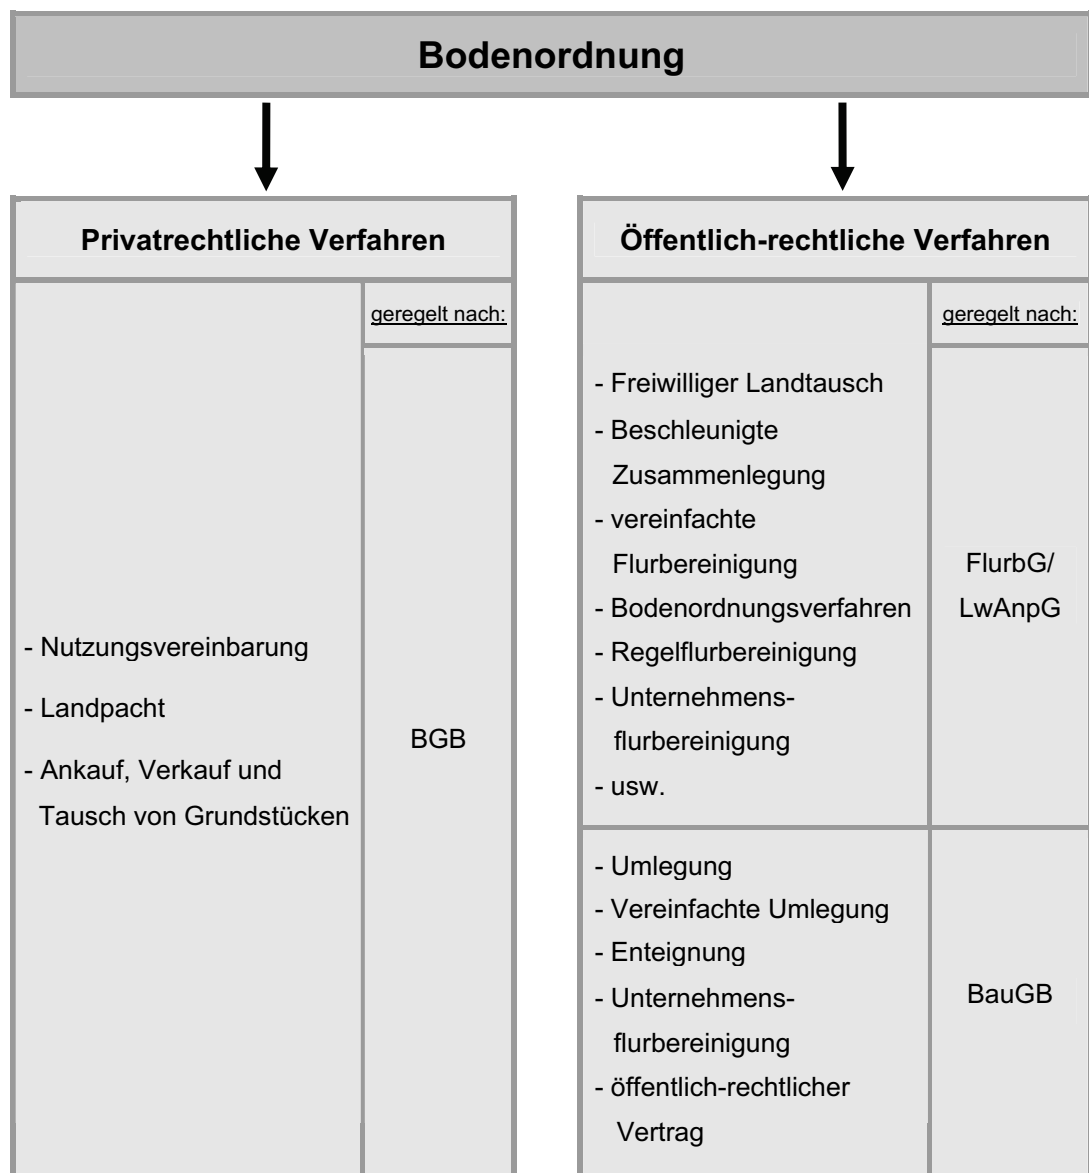 Bodenordnung
Privatrechtliche Verfahren
geregelt nach:
- Nutzungsvereinbarung
- Landpacht
- Ankauf, Verkauf und
Tausch von Grundstücken
BGB
Öffentlich-rechtliche Verfahren
geregelt nach:
- Freiwilliger Landtausch
- Beschleunigte
Zusammenlegung
- vereinfachte
Flurbereinigung
- Bodenordnungsverfahren
- Regelflurbereinigung
- Unternehmens-
flurbereinigung
- usw.
FlurbG/
LwAnpG
- Umlegung
- Vereinfachte Umlegung
- Enteignung
- Unternehmens-
flurbereinigung
- öffentlich-rechtlicher
Vertrag
BauGB